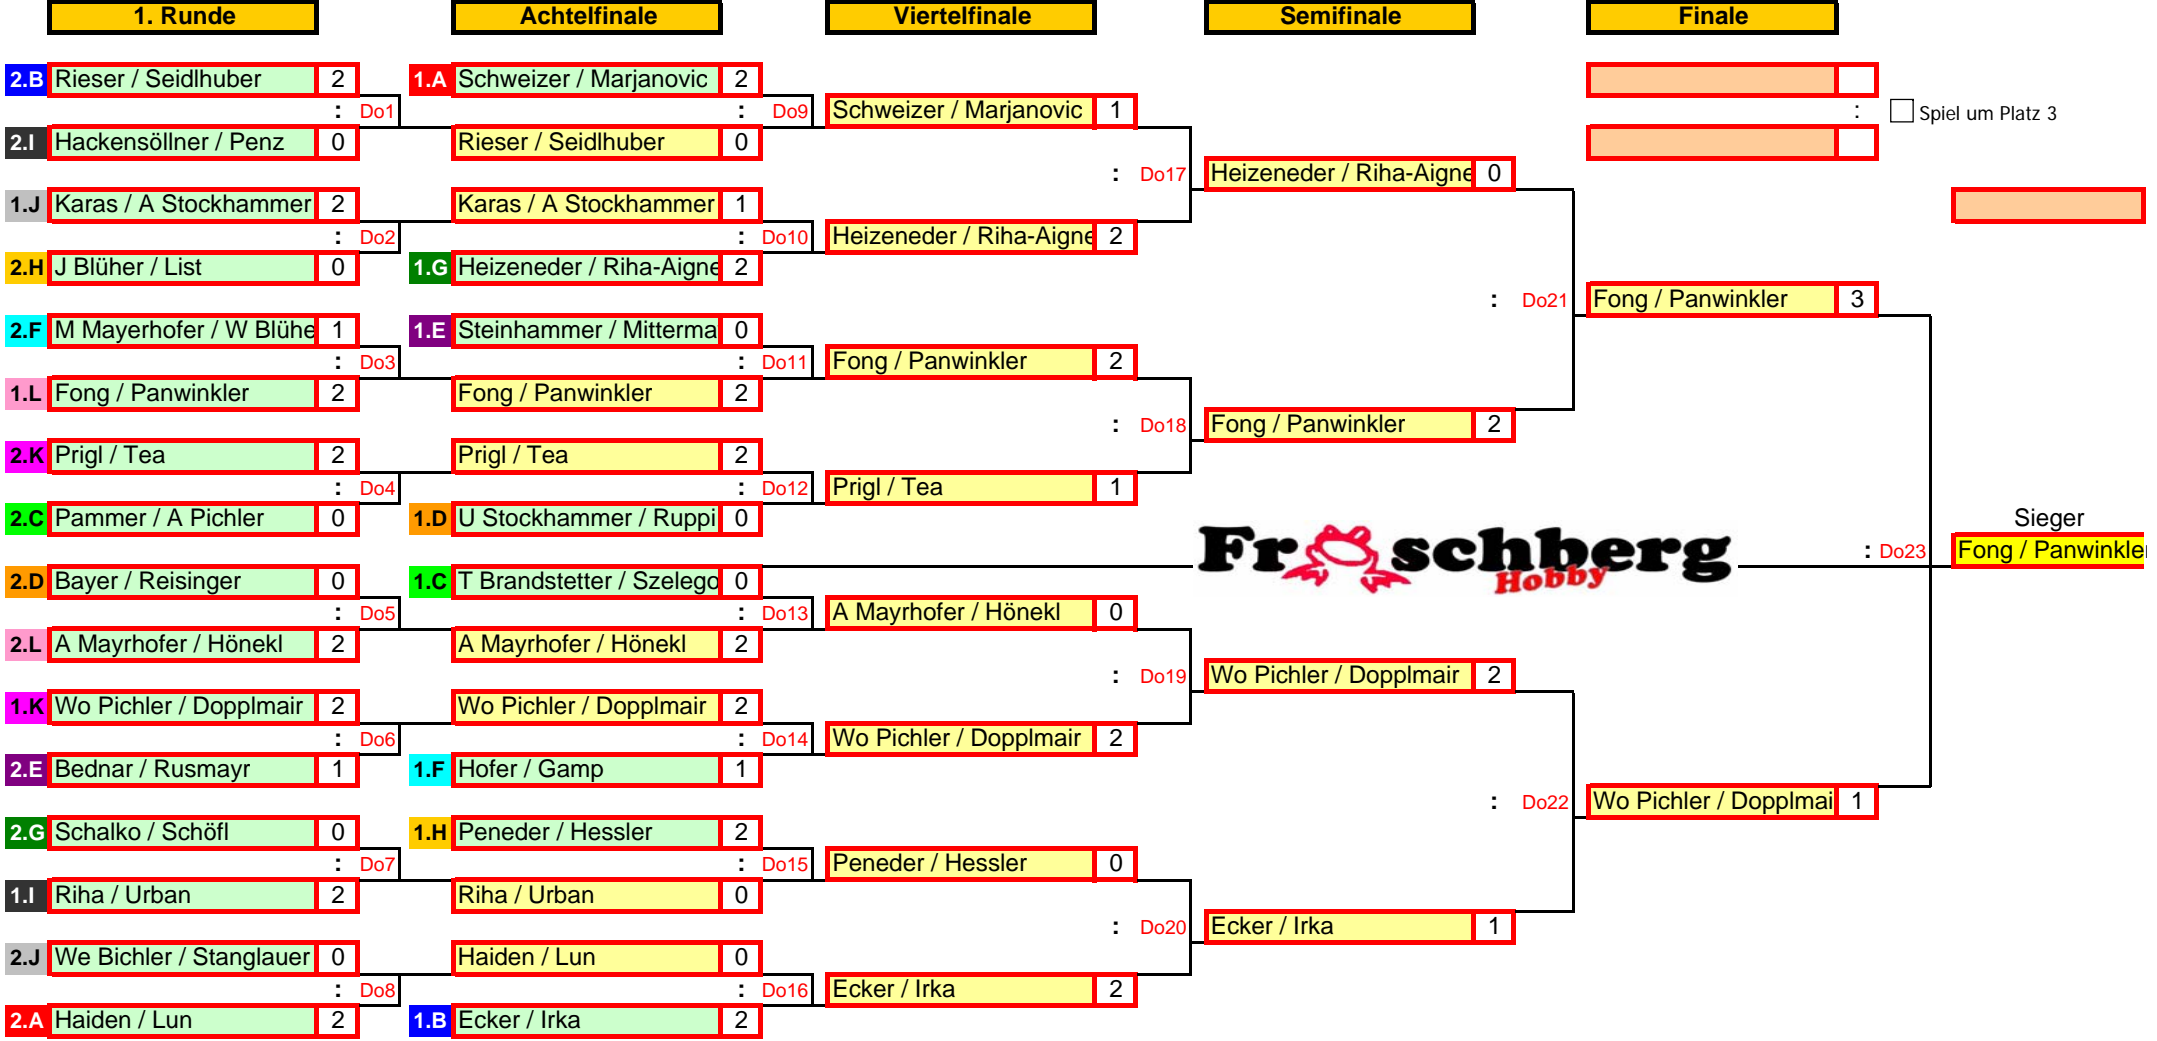 1. Runde Achtelfinale Viertelfinale Semifinale Finale
2.B Rieser / Seidlhuber 2 1.A Schweizer / Marjanovic 2
: Do1 : Do9 Schweizer / Marjanovic 1 : Spiel um Platz 3
2.I Hackensöllner / Penz 0 Rieser / Seidlhuber 0
: Do17 Heizeneder / Riha-Aigne 0
1.J Karas / A Stockhammer 2 Karas / A Stockhammer 1
: Do2 : Do10 Heizeneder / Riha-Aigne 2
2.H J Blüher / List 0 1.G Heizeneder / Riha-Aigne 2
: Do21 Fong / Panwinkler 3
2.F M Mayerhofer / W Blühe 1 1.E Steinhammer / Mitterma 0
: Do3 : Do11 Fong / Panwinkler 2
1.L Fong / Panwinkler 2 Fong / Panwinkler 2
: Do18 Fong / Panwinkler 2
2.K Prigl / Tea 2 Prigl / Tea 2
: Do4 : Do12 Prigl / Tea 1
2.C Pammer / A Pichler 0 1.D U Stockhammer / Ruppi 0 Sieger
Froschberg : Do23 Fong / Panwinkler
Hobby
2.D Bayer / Reisinger 0 1.C T Brandstetter / Szelego 0
: Do5 : Do13 A Mayrhofer / Hönekl 0
2.L A Mayrhofer / Hönekl 2 A Mayrhofer / Hönekl 2
: Do19 Wo Pichler / Dopplmair 2
1.K Wo Pichler / Dopplmair 2 Wo Pichler / Dopplmair 2
: Do6 : Do14 Wo Pichler / Dopplmair 2
2.E Bednar / Rusmayr 1 1.F Hofer / Gamp 1
: Do22 Wo Pichler / Dopplmai 1
2.G Schalko / Schöfl 0 1.H Peneder / Hessler 2
: Do7 : Do15 Peneder / Hessler 0
1.I Riha / Urban 2 Riha / Urban 0
: Do20 Ecker / Irka 1
2.J We Bichler / Stanglauer 0 Haiden / Lun 0
: Do8 : Do16 Ecker / Irka 2
2.A Haiden / Lun 2 1.B Ecker / Irka 2